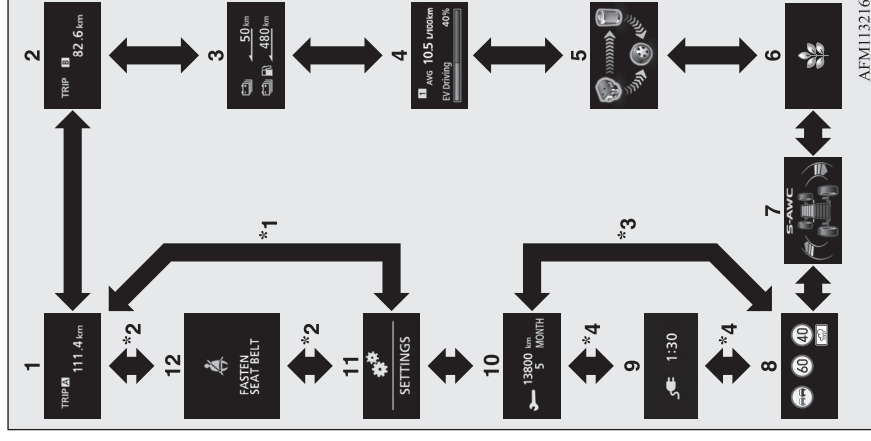 1
TRIP A
111.4 km
2
TRIP B
82.6 km
3
50 km
480 km
4
1 AVG 10.5 L/100km
EV Driving 40%
5
6
7
S-AWC
8
60 40
9
1:30
10
13800 km
5 MONTH
11
SETTINGS
12
FASTEN
SEAT BELT
*1
*2
*2
*3
*4
*4
AFM113216